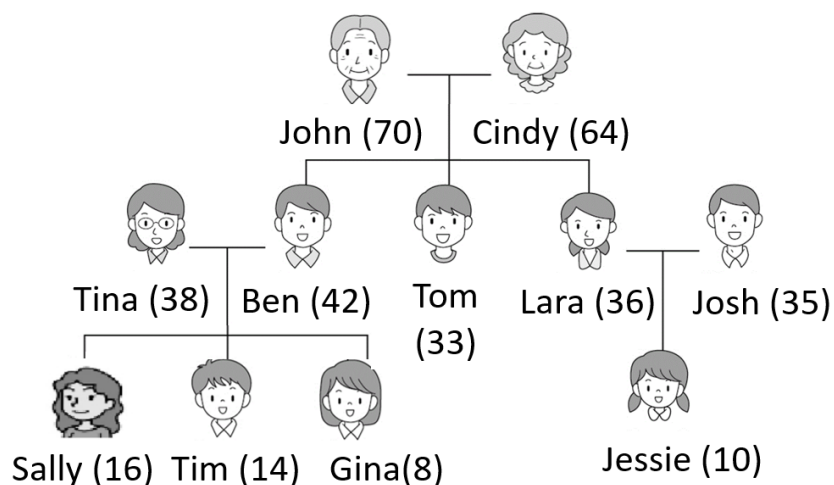 John (70) Cindy (64)
Tina (38) Ben (42) Tom (33) Lara (36) Josh (35)
Sally (16) Tim (14) Gina(8) Jessie (10)